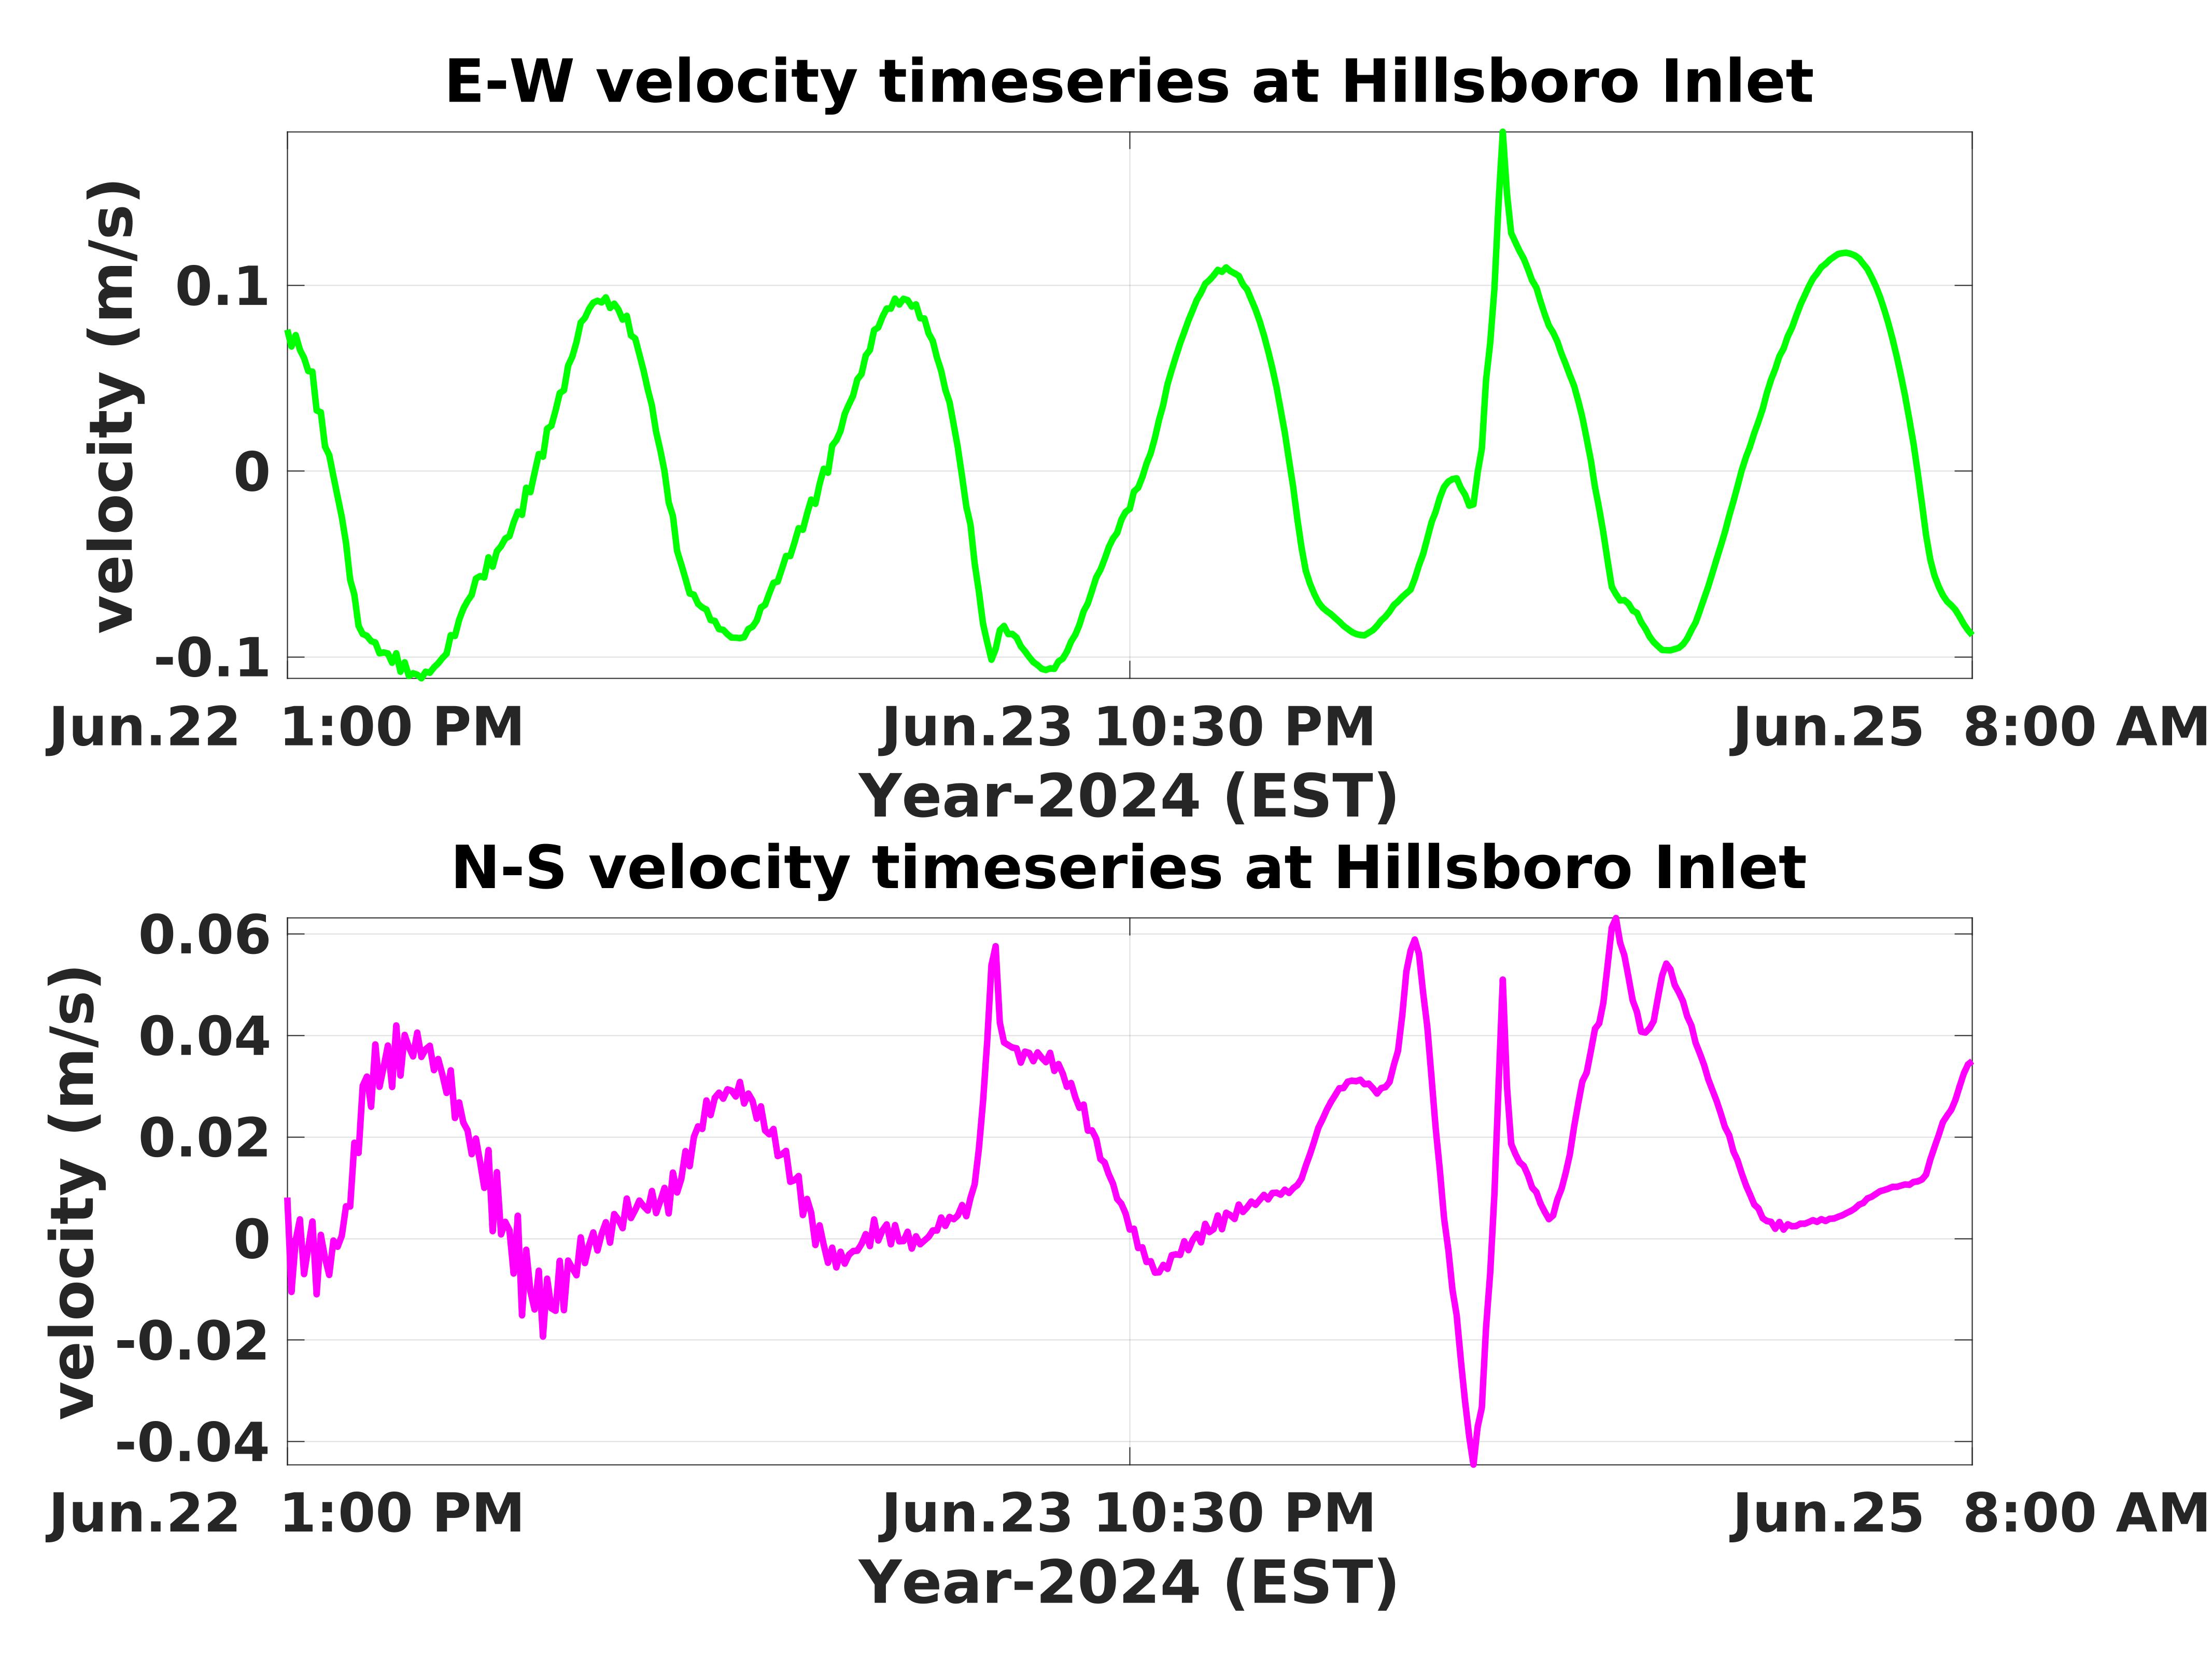 E-W velocity timeseries at Hillsboro Inlet
velocity (m/s)
0.1
0
-0.1
Jun.22 1:00 PM Jun.23 10:30 PM Jun.25 8:00 AM
Year-2024 (EST)
N-S velocity timeseries at Hillsboro Inlet
velocity (m/s)
0.06
0.04
0.02
0
-0.02
-0.04
Jun.22 1:00 PM Jun.23 10:30 PM Jun.25 8:00 AM
Year-2024 (EST)